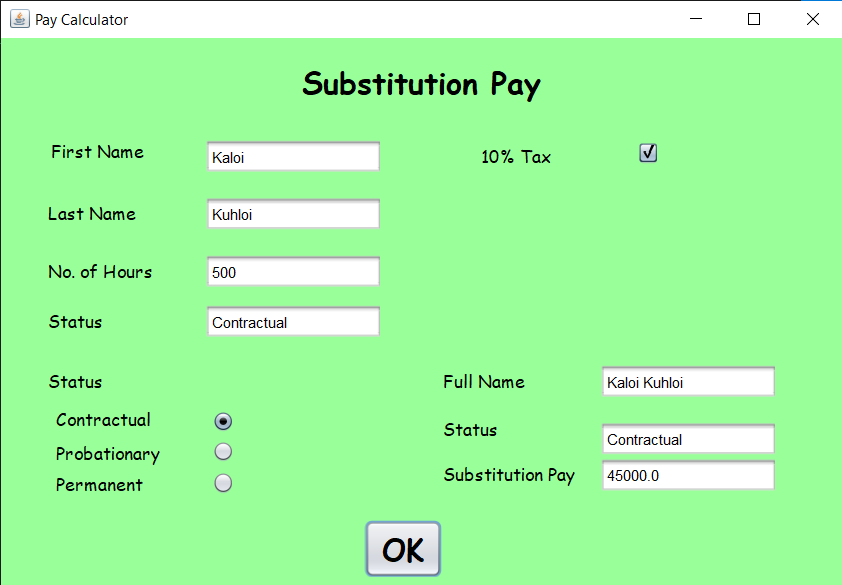 Pay Calculator
Substitution Pay
First Name Kaloi 10% Tax
Last Name Kuhloi
No. of Hours 500
Status Contractual
Status Full Name Kaloi Kuhloi
Contractual
Status Contractual
Probationary
Substitution Pay 45000.0
Permanent
OK